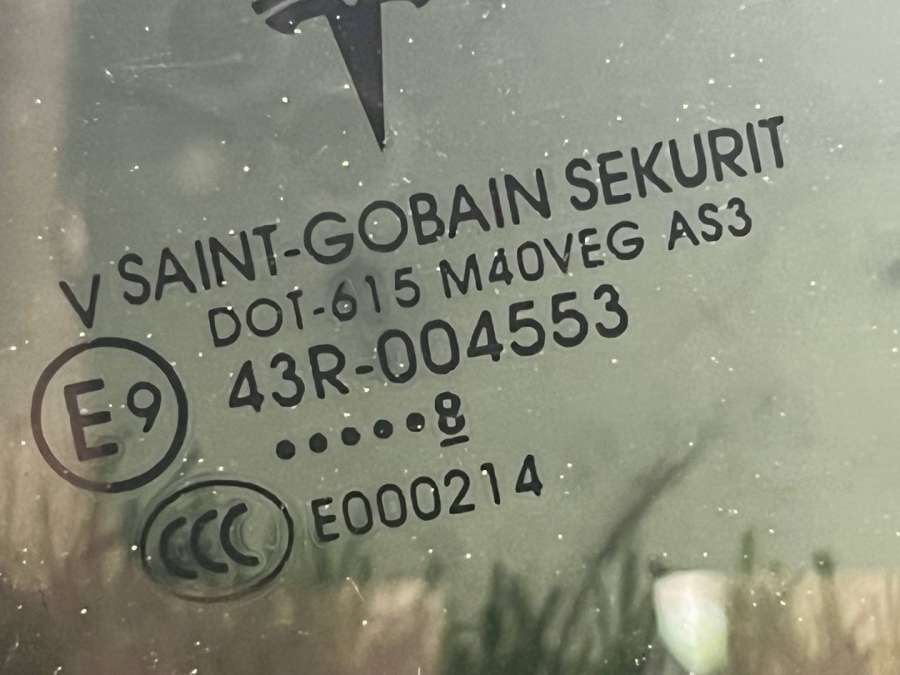 V SAINT-GOBAIN SEKURIT
DOT-615 M40VEG AS3
43R-004553
E9
•••••8
CCC E000214